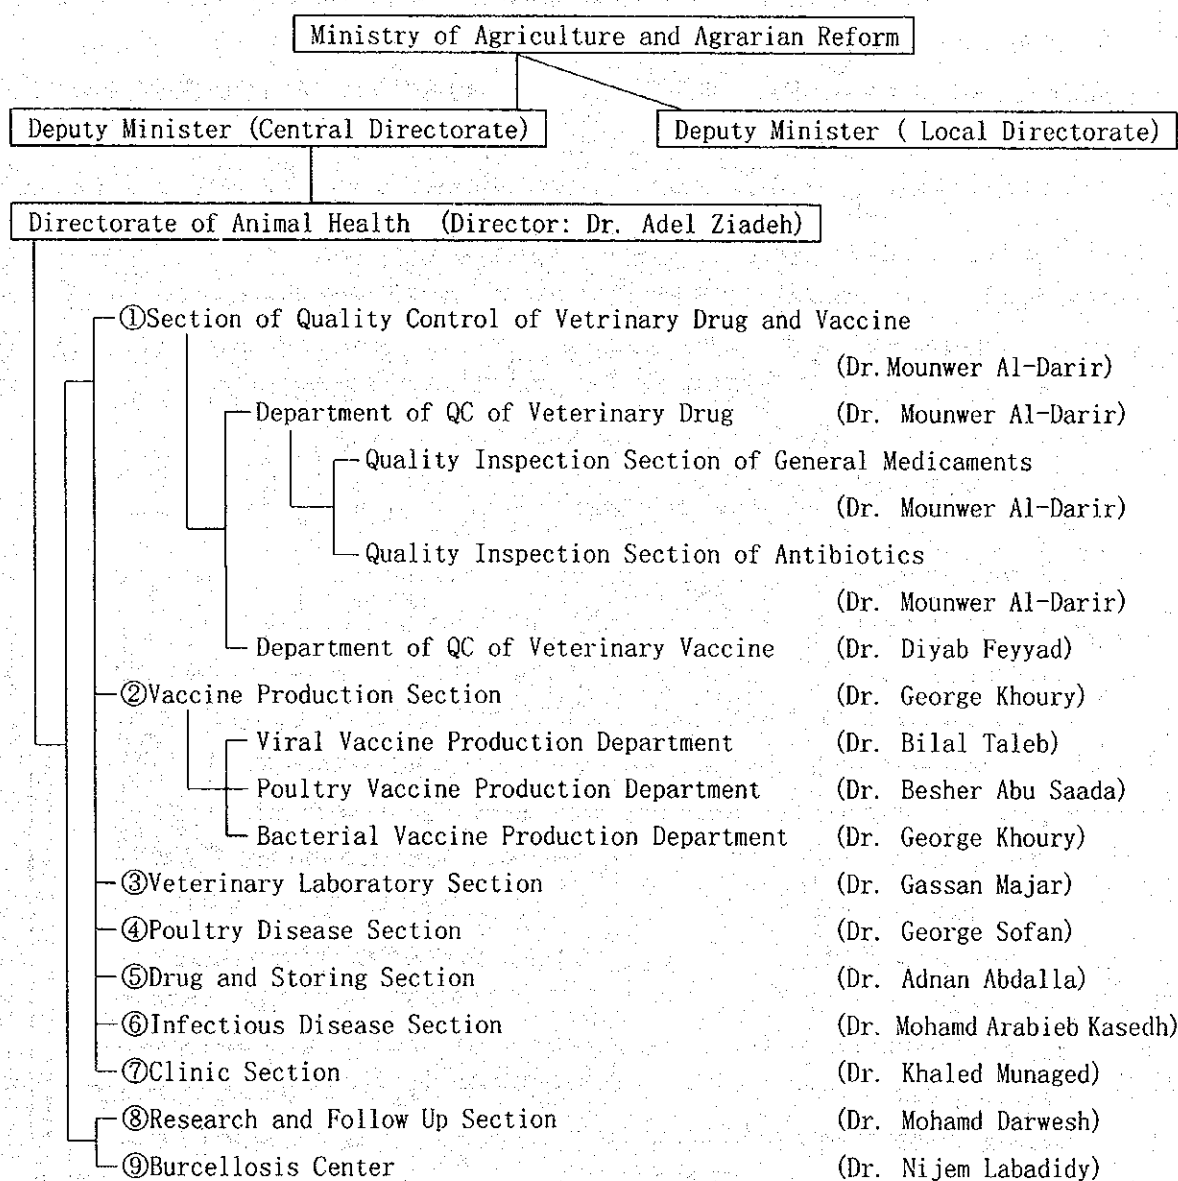 Ministry of Agriculture and Agrarian Reform
Deputy Minister (Central Directorate)
Deputy Minister ( Local Directorate)
Directorate of Animal Health (Director: Dr. Adel Ziadeh)
①Section of Quality Control of Vetrinary Drug and Vaccine
(Dr. Mounwer Al-Darir)
Department of QC of Veterinary Drug (Dr. Mounwer Al-Darir)
Quality Inspection Section of General Medicaments
(Dr. Mounwer Al-Darir)
Quality Inspection Section of Antibiotics
(Dr. Mounwer Al-Darir)
Department of QC of Veterinary Vaccine (Dr. Diyab Feyyad)
②Vaccine Production Section (Dr. George Khoury)
Viral Vaccine Production Department (Dr. Bilal Taleb)
Poultry Vaccine Production Department (Dr. Besher Abu Saada)
Bacterial Vaccine Production Department (Dr. George Khoury)
③Veterinary Laboratory Section (Dr. Gassan Majar)
④Poultry Disease Section (Dr. George Sofan)
⑤Drug and Storing Section (Dr. Adnan Abdalla)
⑥Infectious Disease Section (Dr. Mohamd Arabieb Kasedh)
⑦Clinic Section (Dr. Khaled Munaged)
⑧Research and Follow Up Section (Dr. Mohamd Darwesh)
⑨Burcellosis Center (Dr. Nijem Labadidy)